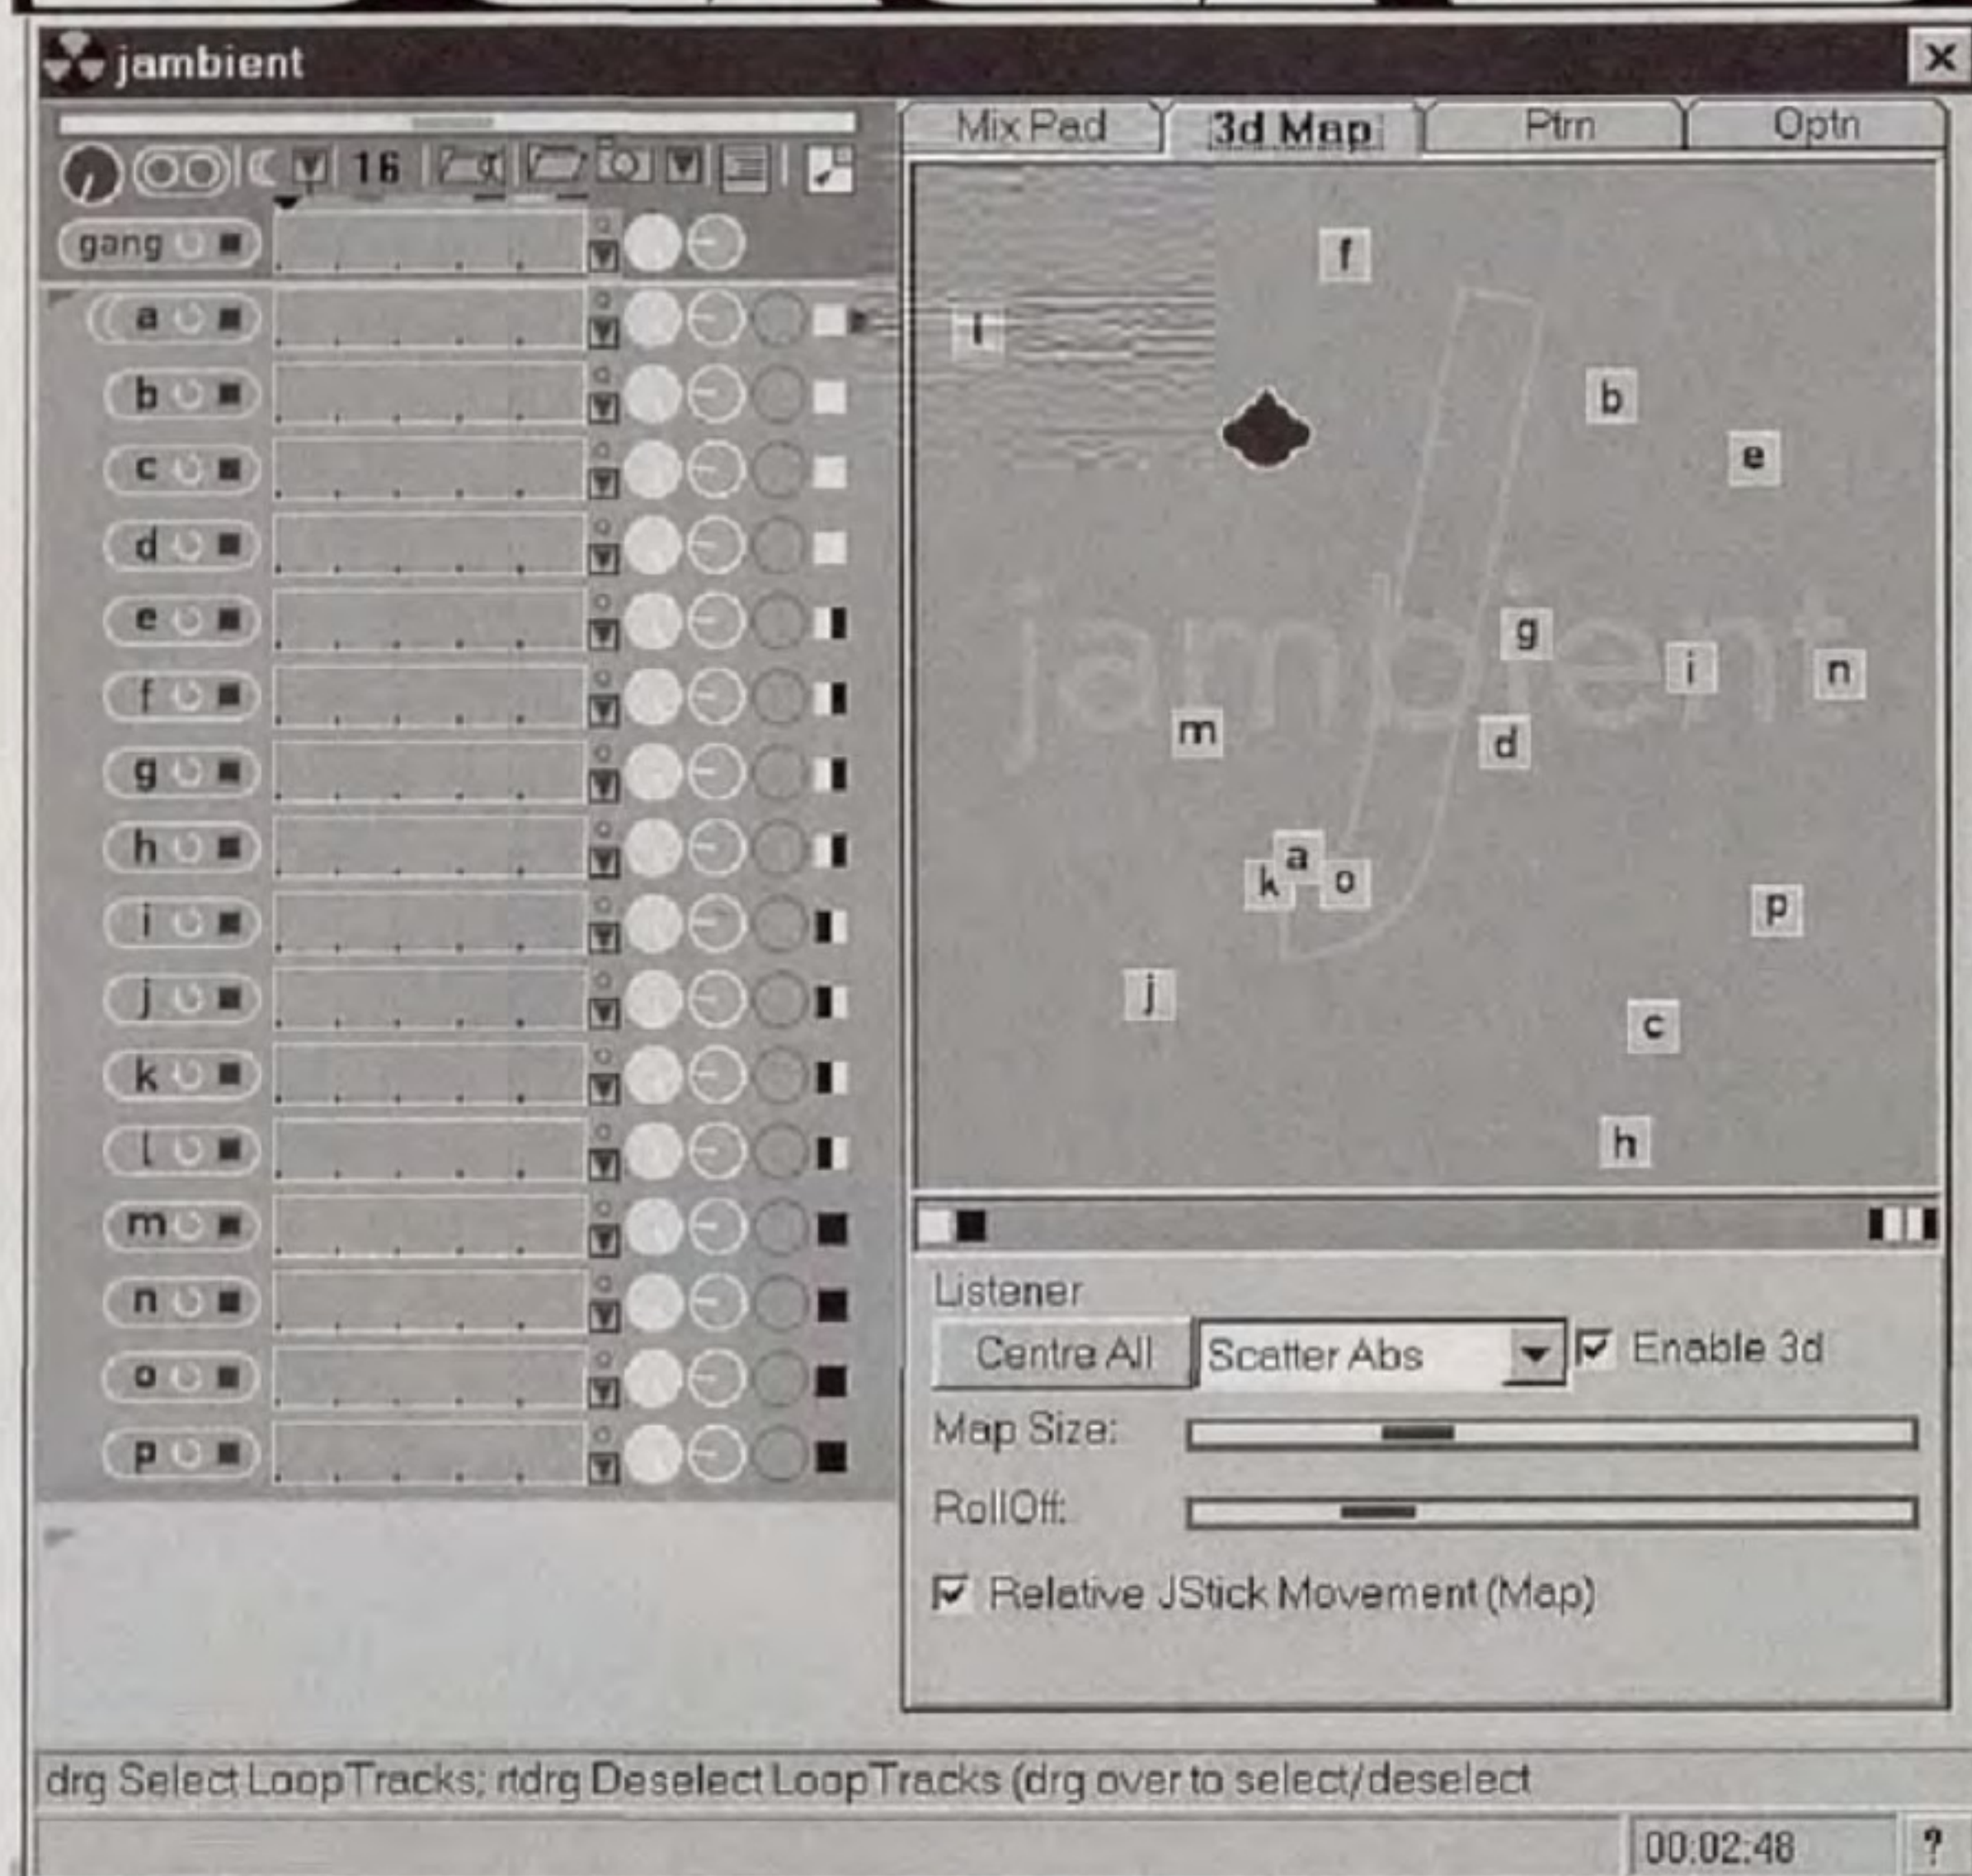 jambient
Mix Pad 3d Map Ptrn Optn
16
gang
a
b
c
d
e
f
g
h
i
j
k
l
m
n
o
p
f
b
e
jambient
g
i
n
m
d
a
k
o
p
j
c
h
Listener
Centre All Scatter Abs Enable 3d
Map Size:
RollOff:
Relative JStick Movement (Map)
drg Select LoopTracks; rtdrg Deselect LoopTracks (drg over to select/deselect
00:02:48 ?